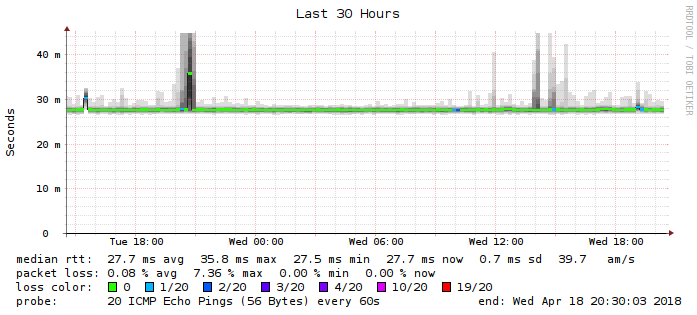 Last 30 Hours
RRDTOOL / TOBI OETIKER
Seconds
40 m
30 m
20 m
10 m
0
Tue 18:00 Wed 00:00 Wed 06:00 Wed 12:00 Wed 18:00
median rtt: 27.7 ms avg 35.8 ms max 27.5 ms min 27.7 ms now 0.7 ms sd 39.7 am/s
packet loss: 0.08 % avg 7.36 % max 0.00 % min 0.00 % now
loss color: 0 1/20 2/20 3/20 4/20 10/20 19/20
probe: 20 ICMP Echo Pings (56 Bytes) every 60s end: Wed Apr 18 20:30:03 2018